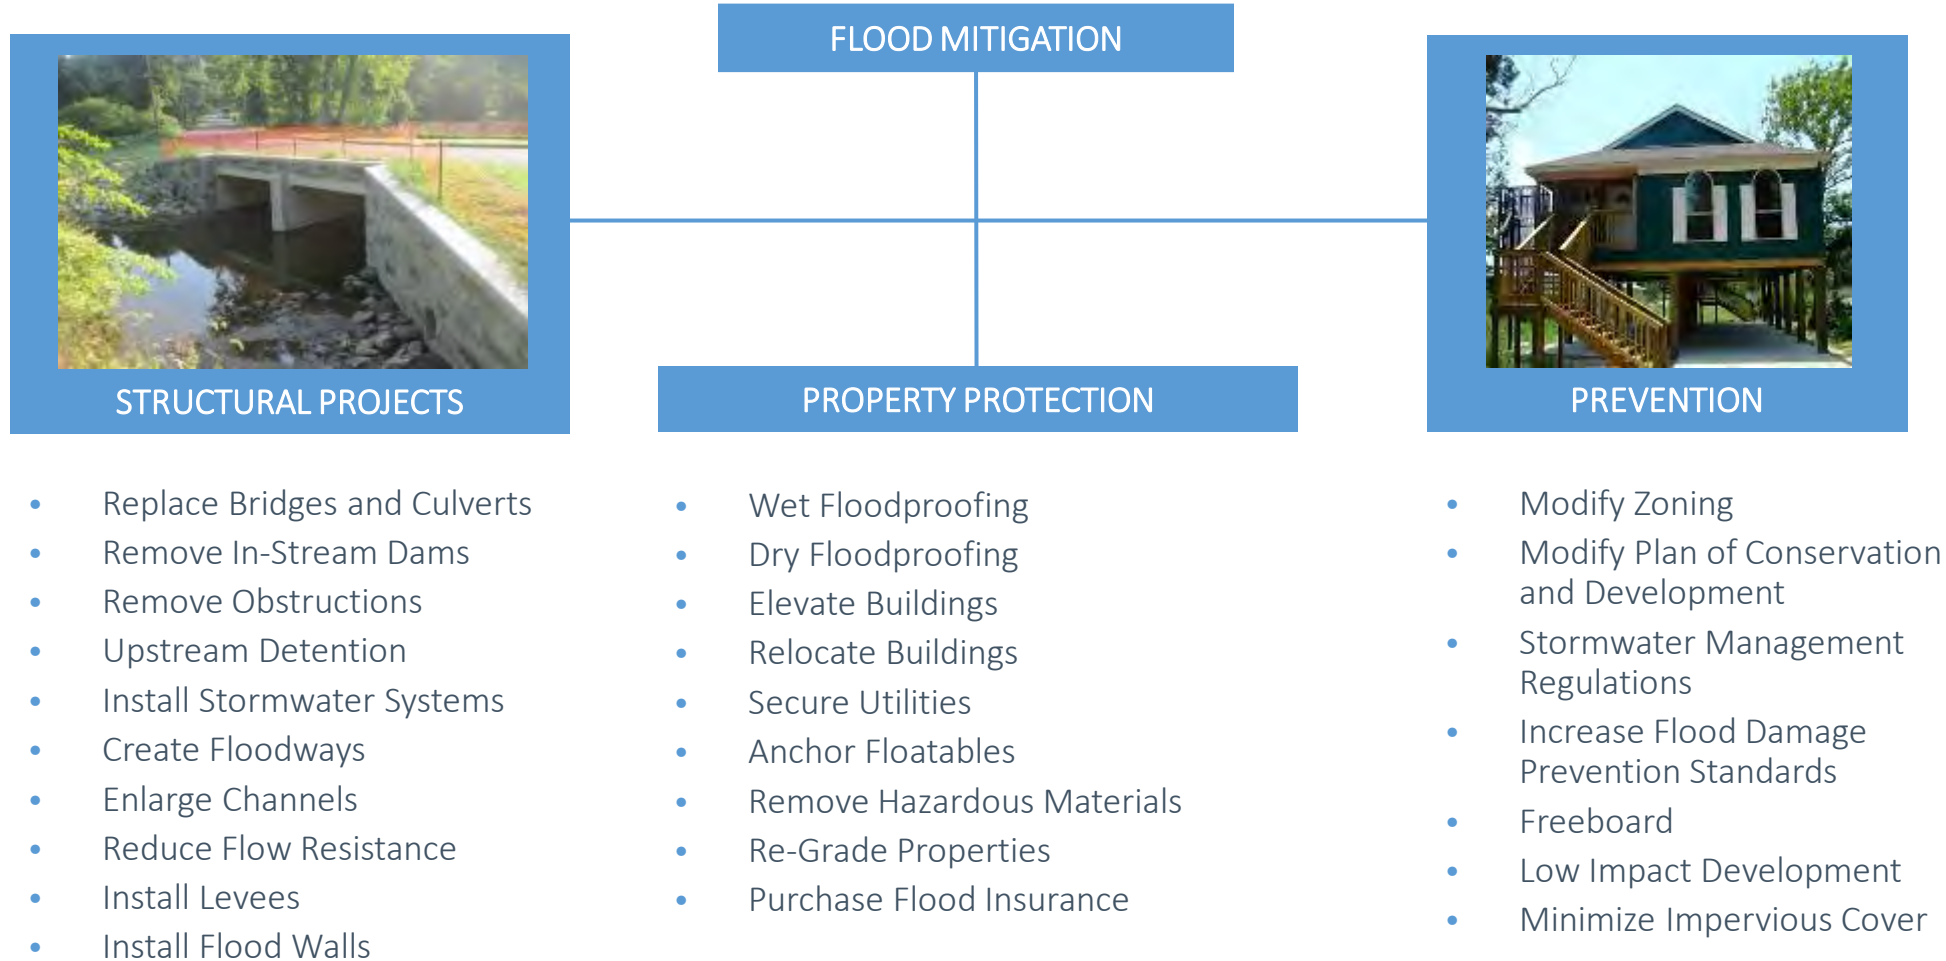 FLOOD MITIGATION
STRUCTURAL PROJECTS
• Replace Bridges and Culverts
• Remove In-Stream Dams
• Remove Obstructions
• Upstream Detention
• Install Stormwater Systems
• Create Floodways
• Enlarge Channels
• Reduce Flow Resistance
• Install Levees
• Install Flood Walls
PROPERTY PROTECTION
• Wet Floodproofing
• Dry Floodproofing
• Elevate Buildings
• Relocate Buildings
• Secure Utilities
• Anchor Floatables
• Remove Hazardous Materials
• Re-Grade Properties
• Purchase Flood Insurance
PREVENTION
• Modify Zoning
• Modify Plan of Conservation
and Development
• Stormwater Management
Regulations
• Increase Flood Damage
Prevention Standards
• Freeboard
• Low Impact Development
• Minimize Impervious Cover